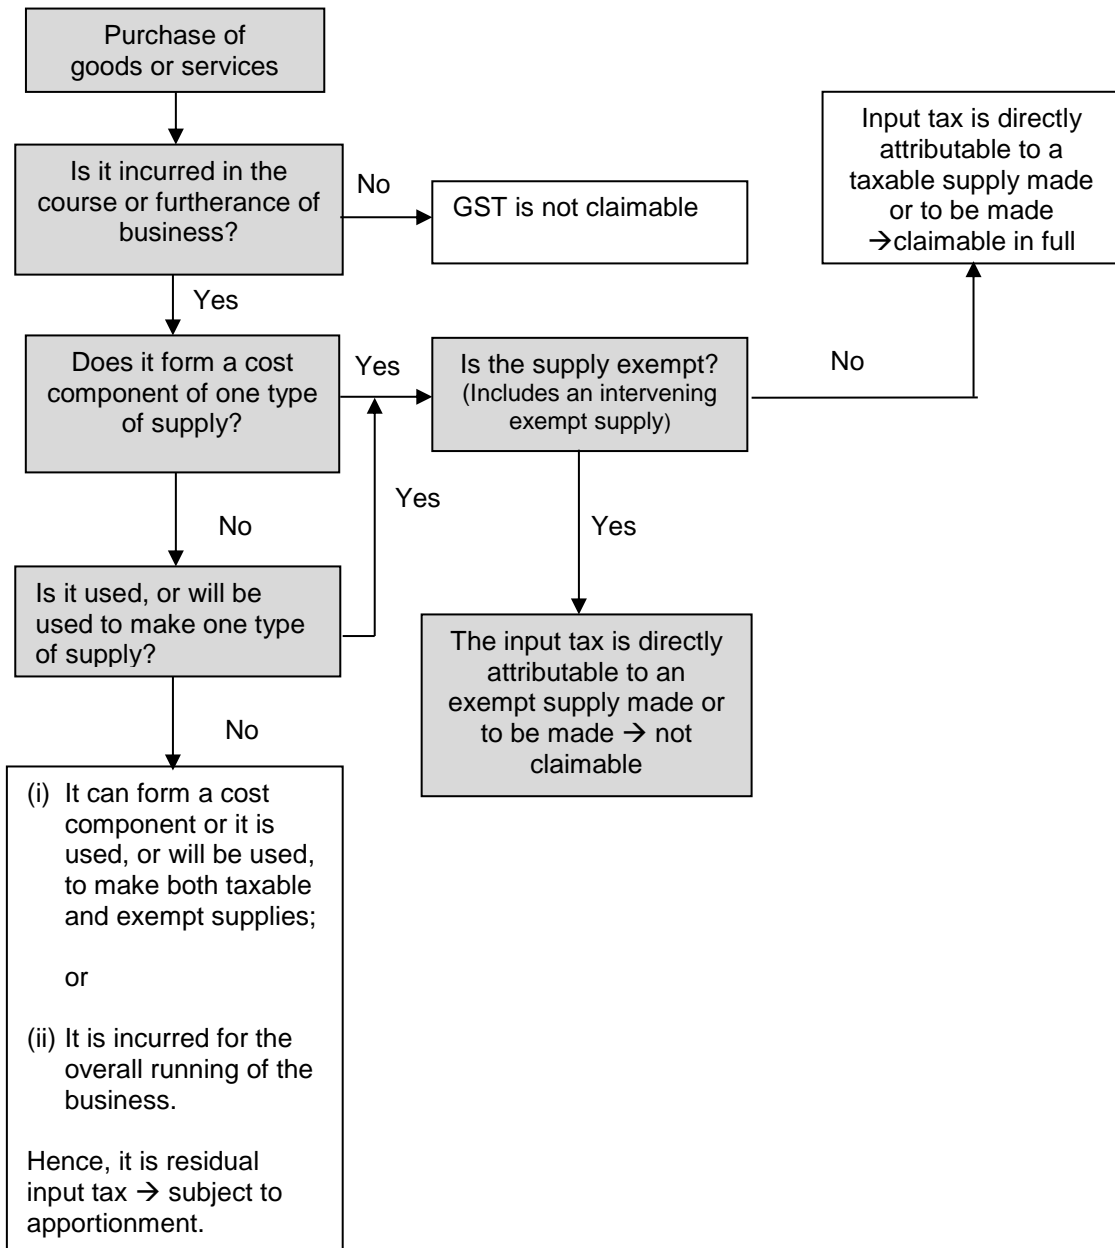 Purchase of
goods or services
Is it incurred in the
course or furtherance of
business?
No
GST is not claimable
Input tax is directly
attributable to a
taxable supply made
or to be made
→claimable in full
Yes
Does it form a cost
component of one type
of supply?
Yes
Is the supply exempt?
(Includes an intervening
exempt supply)
No
Yes
No
Yes
Is it used, or will be
used to make one type
of supply?
The input tax is directly
attributable to an
exempt supply made or
to be made → not
claimable
No
(i) It can form a cost
component or it is
used, or will be used,
to make both taxable
and exempt supplies;
or
(ii) It is incurred for the
overall running of the
business.
Hence, it is residual
input tax → subject to
apportionment.